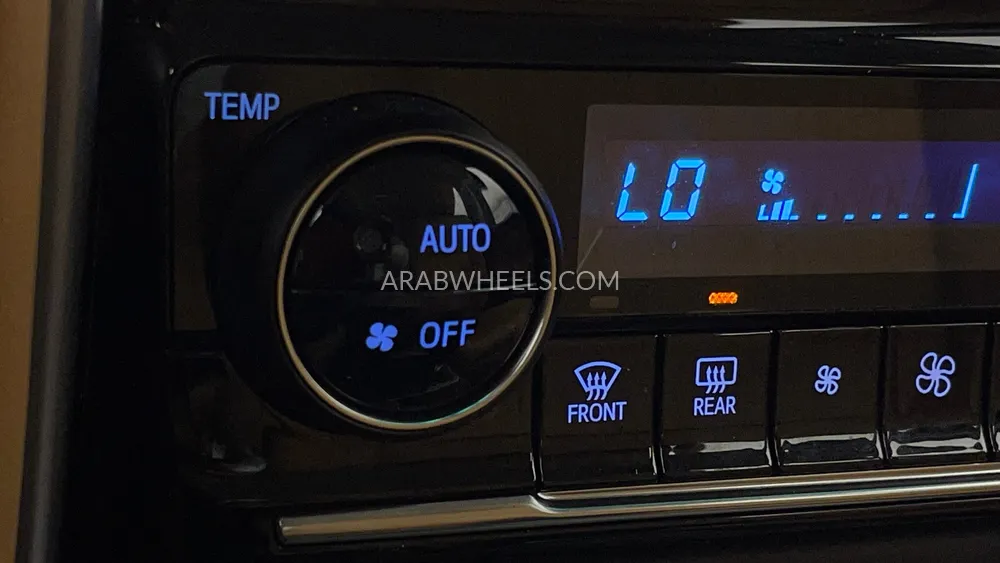 TEMP
LO
AUTO
ARABWHEELS.COM
OFF
FRONT
REAR